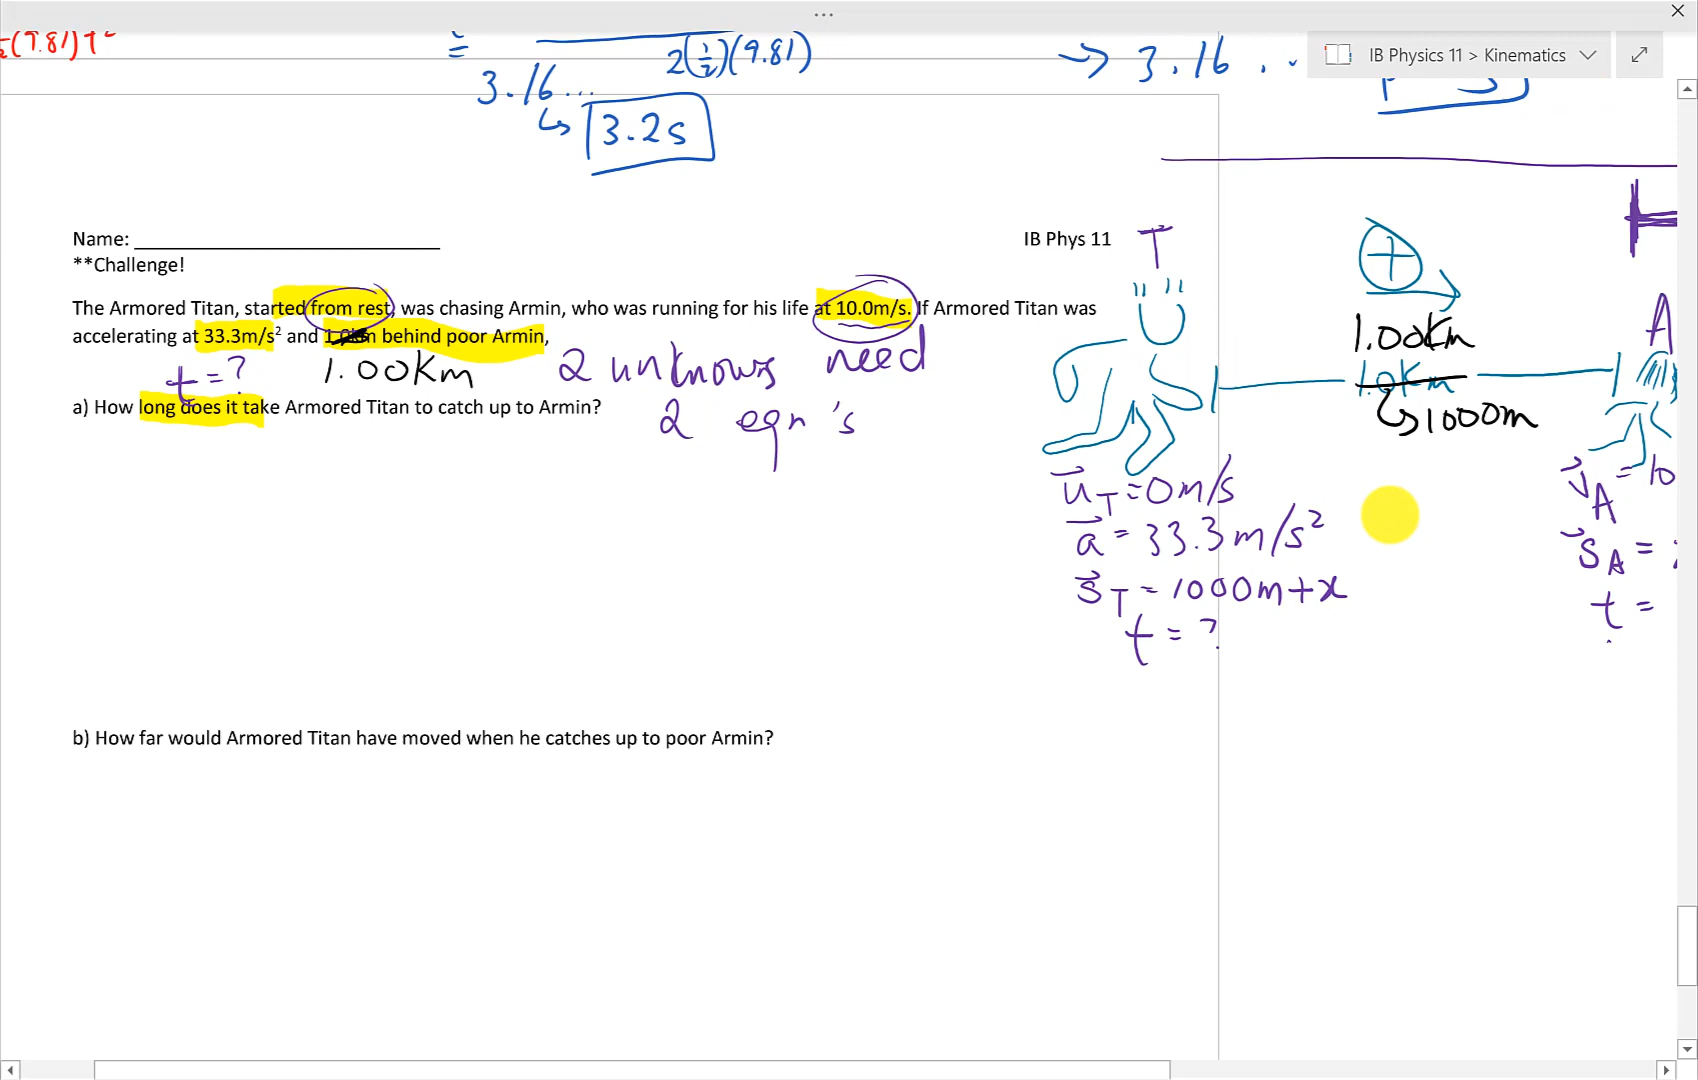 IB Physics 11 > Kinematics
= 2(1/2)(9.81)
3.16...
↳ 3.2s
→ 3.16 ..
Name:
IB Phys 11
**Challenge!
The Armored Titan, started from rest, was chasing Armin, who was running for his life at 10.0m/s. If Armored Titan was
accelerating at 33.3m/s² and 1.0km behind poor Armin,
t = ? 1.00Km 2 unknowns need
a) How long does it take Armored Titan to catch up to Armin?
2 eqn's
T
+
1.00Km
A
1.0Km
↳ 1000m
u⃗T = 0m/s
a⃗ = 33.3m/s²
s⃗T = 1000m + x
t = ?
v⃗A = 10
s⃗A =
t =
b) How far would Armored Titan have moved when he catches up to poor Armin?